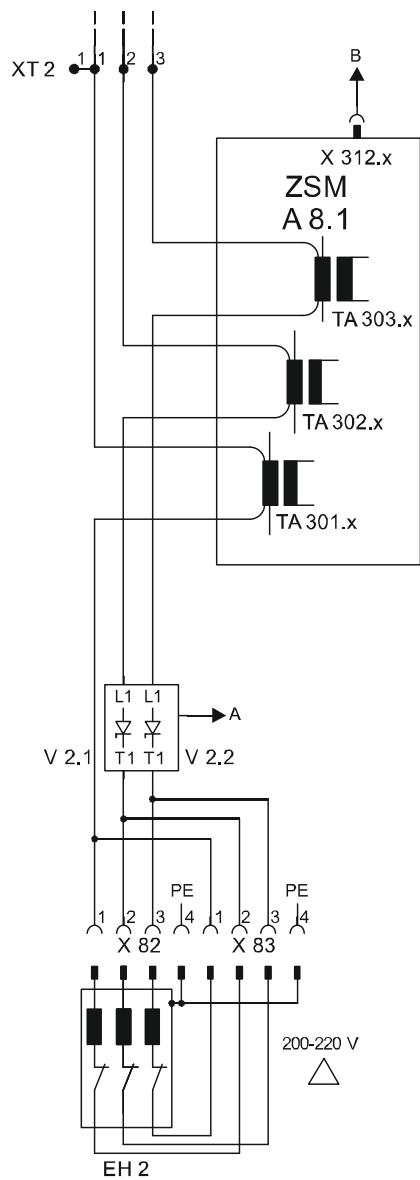 XT 2 1 1 2 3
B
X 312.x
ZSM
A 8.1
TA 303.x
TA 302.x
TA 301.x
L1 L1
A
V 2.1 T1 T1 V 2.2
PE PE
1 2 3 4 1 2 3 4
X 82 X 83
200-220 V
EH 2